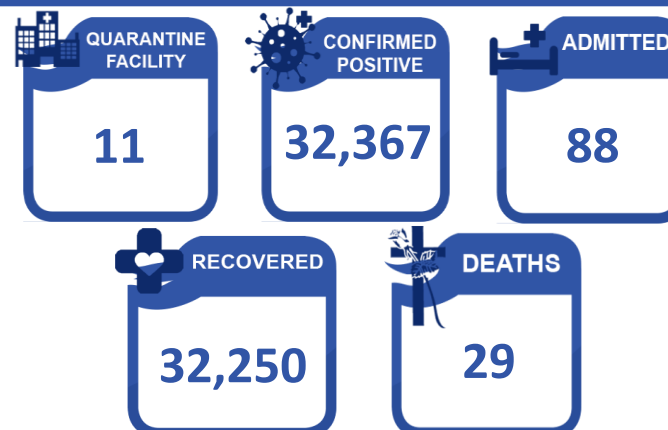 QUARANTINE
FACILITY
11
CONFIRMED
POSITIVE
32,367
ADMITTED
88
RECOVERED
32,250
DEATHS
29